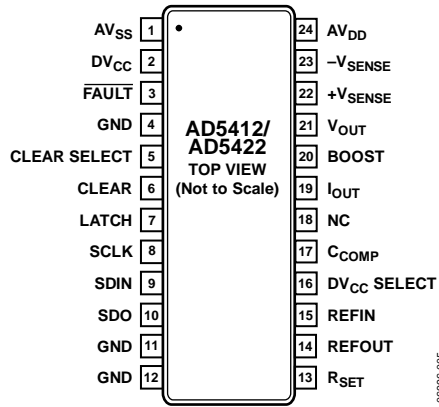 AVSS 1
DVCC 2
FAULT 3
GND 4
CLEAR SELECT 5
CLEAR 6
LATCH 7
SCLK 8
SDIN 9
SDO 10
GND 11
GND 12
AD5412/
AD5422
TOP VIEW
(Not to Scale)
24 AVDD
23 –VSENSE
22 +VSENSE
21 VOUT
20 BOOST
19 IOUT
18 NC
17 CCOMP
16 DVCC SELECT
15 REFIN
14 REFOUT
13 RSET